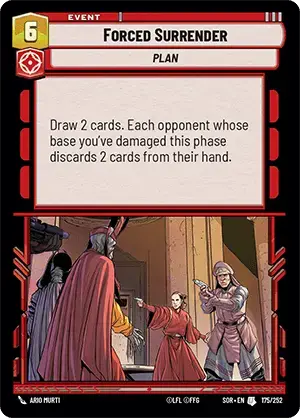 EVENT
6
FORCED SURRENDER
PLAN
Draw 2 cards. Each opponent whose
base you've damaged this phase
discards 2 cards from their hand.
ARIO MURTI
©LFL ©FFG
SOR • EN
175/252